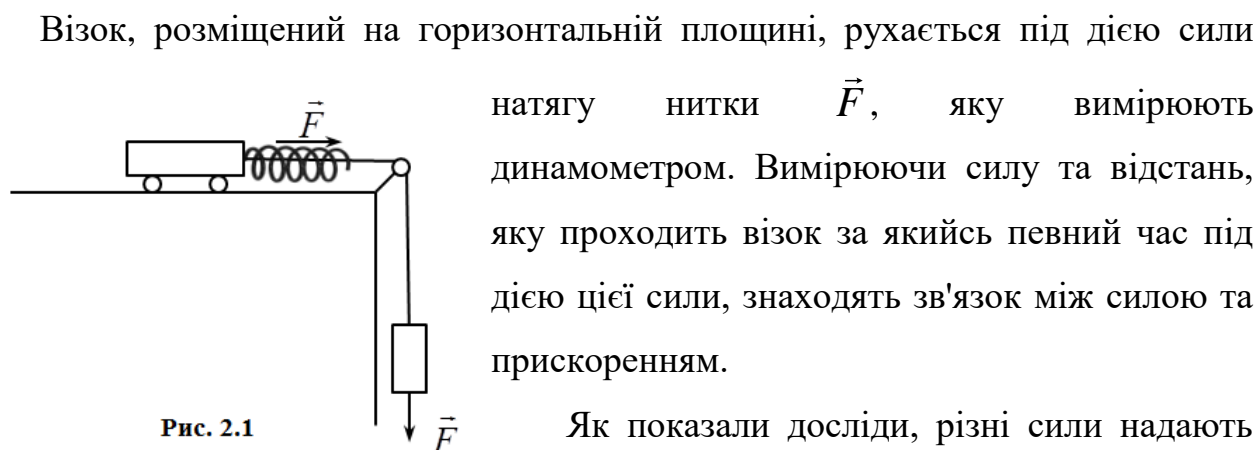 Візок, розміщений на горизонтальній площині, рухається під дією сили
натягу нитки F⃗, яку вимірюють
динамометром. Вимірюючи силу та відстань,
яку проходить візок за якийсь певний час під
дією цієї сили, знаходять зв'язок між силою та
прискоренням.
Як показали досліди, різні сили надають
F⃗
F⃗
Рис. 2.1